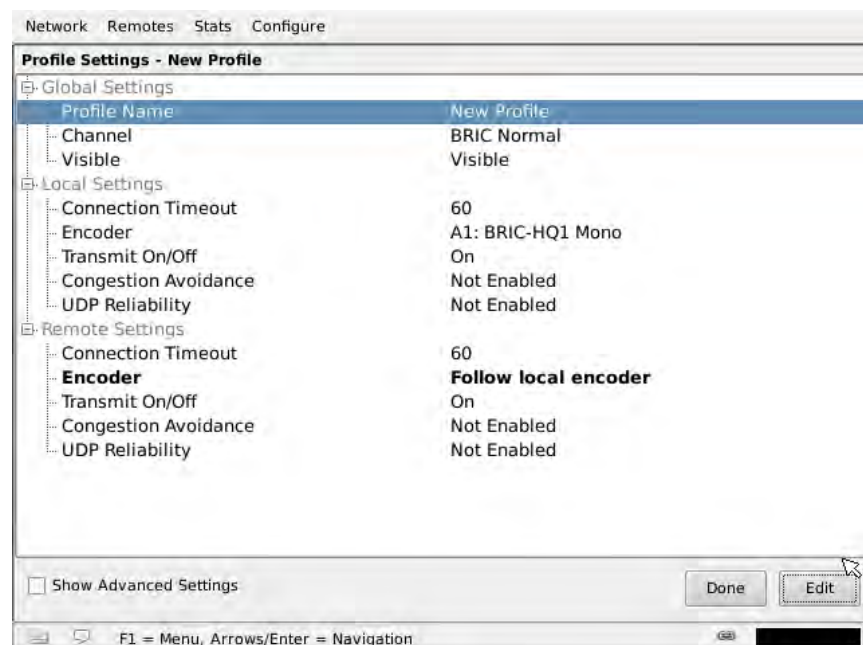 Network Remotes Stats Configure
Profile Settings - New Profile
Global Settings
Profile Name New Profile
Channel BRIC Normal
Visible Visible
Local Settings
Connection Timeout 60
Encoder A1: BRIC-HQ1 Mono
Transmit On/Off On
Congestion Avoidance Not Enabled
UDP Reliability Not Enabled
Remote Settings
Connection Timeout 60
Encoder Follow local encoder
Transmit On/Off On
Congestion Avoidance Not Enabled
UDP Reliability Not Enabled
Show Advanced Settings Done Edit
F1 = Menu, Arrows/Enter = Navigation